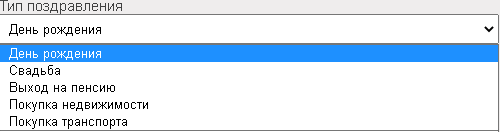 Тип поздравления
День рождения
День рождения
Свадьба
Выход на пенсию
Покупка недвижимости
Покупка транспорта